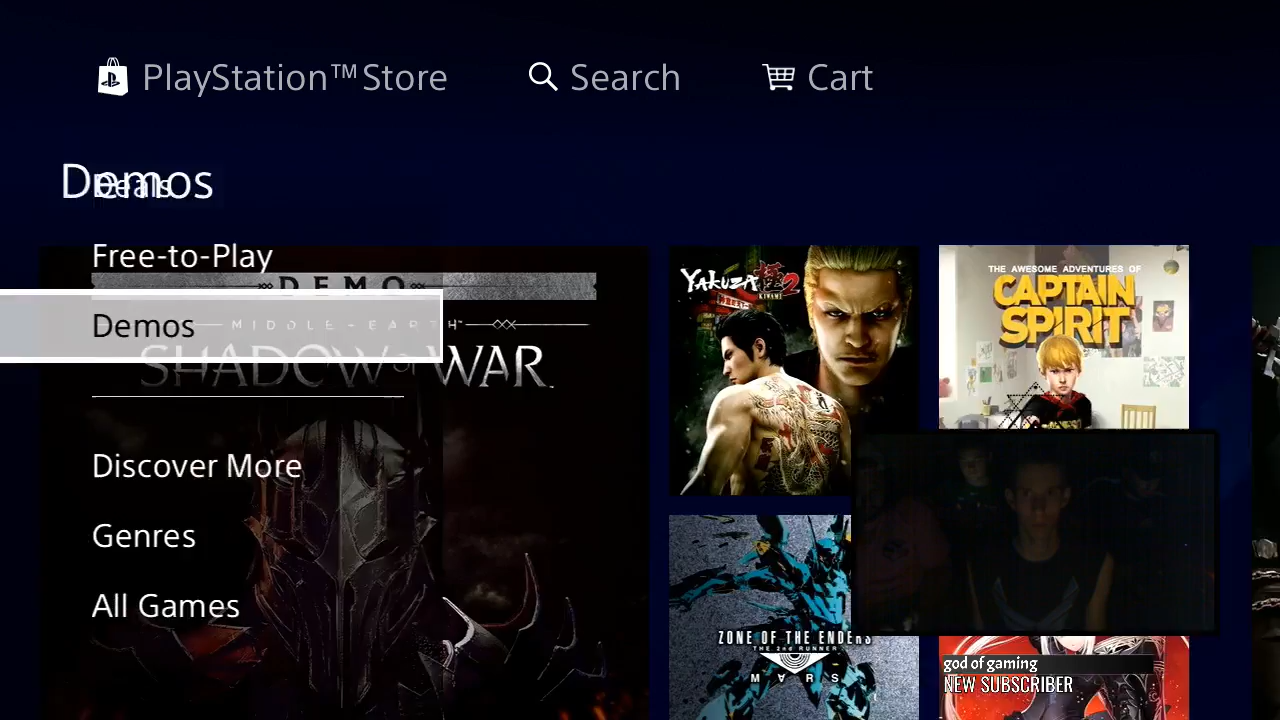 PlayStation™Store
Search
Cart
Demos
Deals
Free-to-Play
DEMO
Demos
MIDDLE-EARTH
SHADOW OF WAR
Discover More
Genres
All Games
YAKUZA 極2
KIWAMI
THE AWESOME ADVENTURES OF
CAPTAIN
SPIRIT
ZONE OF THE ENDERS
THE 2nd RUNNER
MARS
god of gaming
NEW SUBSCRIBER